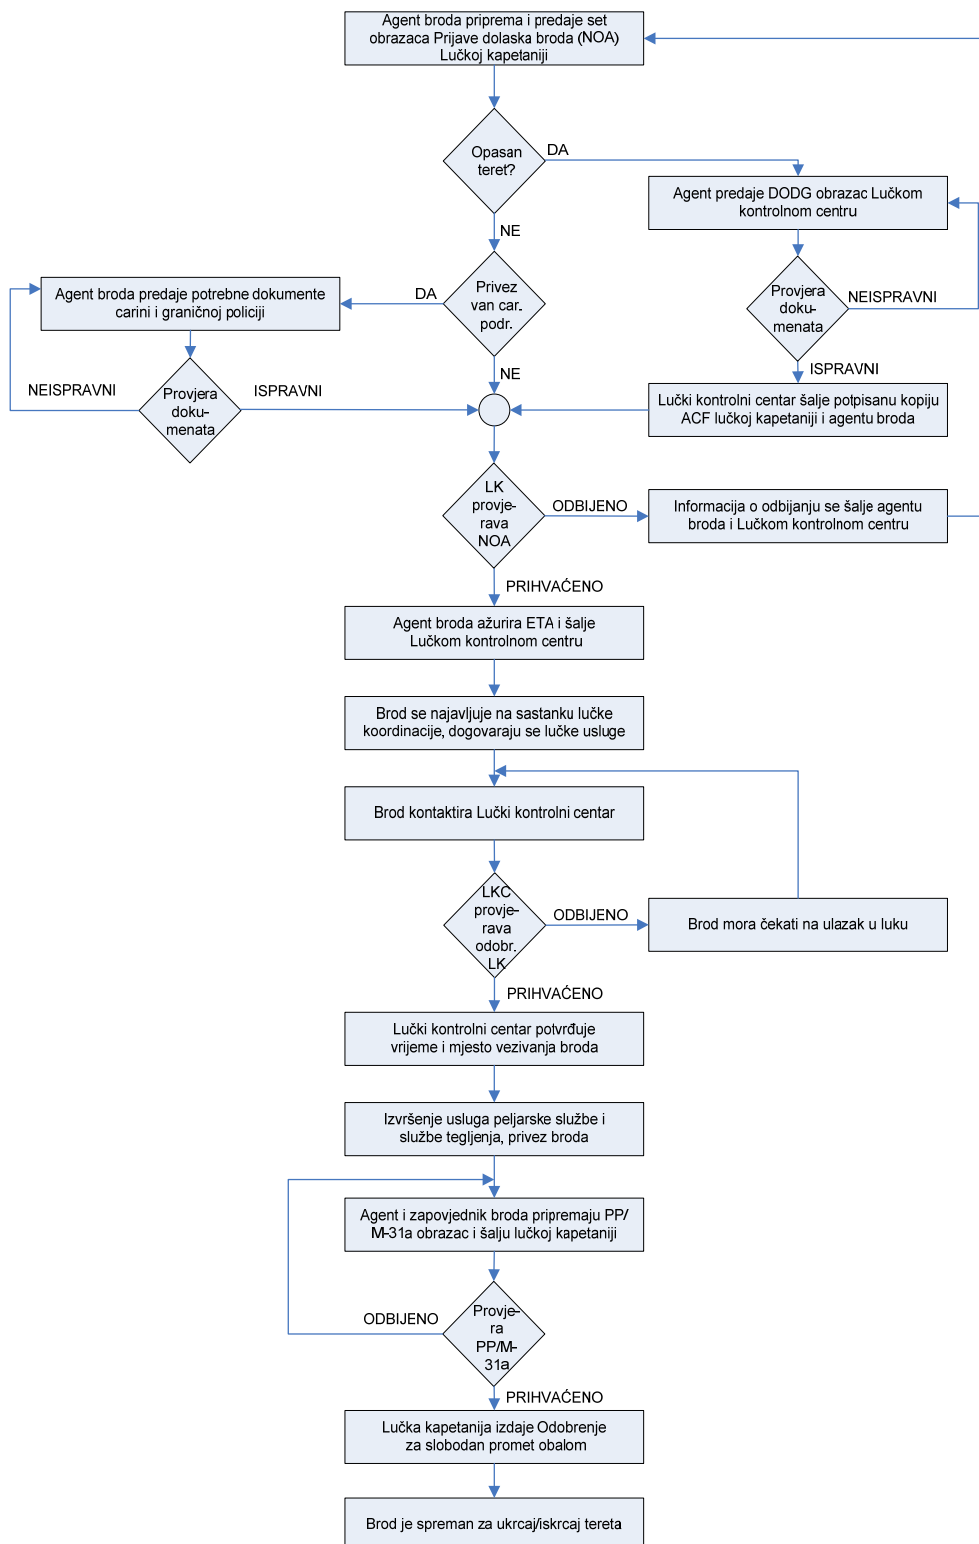 Agent broda priprema i predaje set
obrazaca Prijave dolaska broda (NOA)
Lučkoj kapetaniji
Opasan
teret?
DA
Agent predaje DODG obrazac Lučkom
kontrolnom centru
NE
Agent broda predaje potrebne dokumente
carini i graničnoj policiji
DA
Privez
van car.
podr.
Provjera
doku-
menata
NEISPRAVNI
NE
ISPRAVNI
NEISPRAVNI
Provjera
doku-
menata
ISPRAVNI
Lučki kontrolni centar šalje potpisanu kopiju
ACF lučkoj kapetaniji i agentu broda
LK
provje-
rava
NOA
ODBIJENO
Informacija o odbijanju se šalje agentu
broda i Lučkom kontrolnom centru
PRIHVAĆENO
Agent broda ažurira ETA i šalje
Lučkom kontrolnom centru
Brod se najavljuje na sastanku lučke
koordinacije, dogovaraju se lučke usluge
Brod kontaktira Lučki kontrolni centar
LKC
provje-
rava
odobr.
LK
ODBIJENO
Brod mora čekati na ulazak u luku
PRIHVAĆENO
Lučki kontrolni centar potvrđuje
vrijeme i mjesto vezivanja broda
Izvršenje usluga peljarske službe i
službe tegljenja, privez broda
Agent i zapovjednik broda pripremaju PP/
M-31a obrazac i šalju lučkoj kapetaniji
ODBIJENO
Provje-
ra
PP/M-
31a
PRIHVAĆENO
Lučka kapetanija izdaje Odobrenje
za slobodan promet obalom
Brod je spreman za ukrcaj/iskrcaj tereta